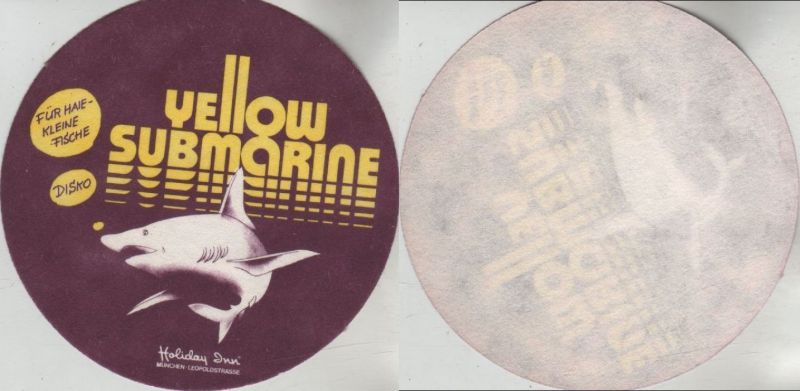 YELLOW
SUBMARINE
FÜR HAIE-
KLEINE
FISCHE
DISKO
Holiday Inn
MÜNCHEN · LEOPOLDSTRASSE